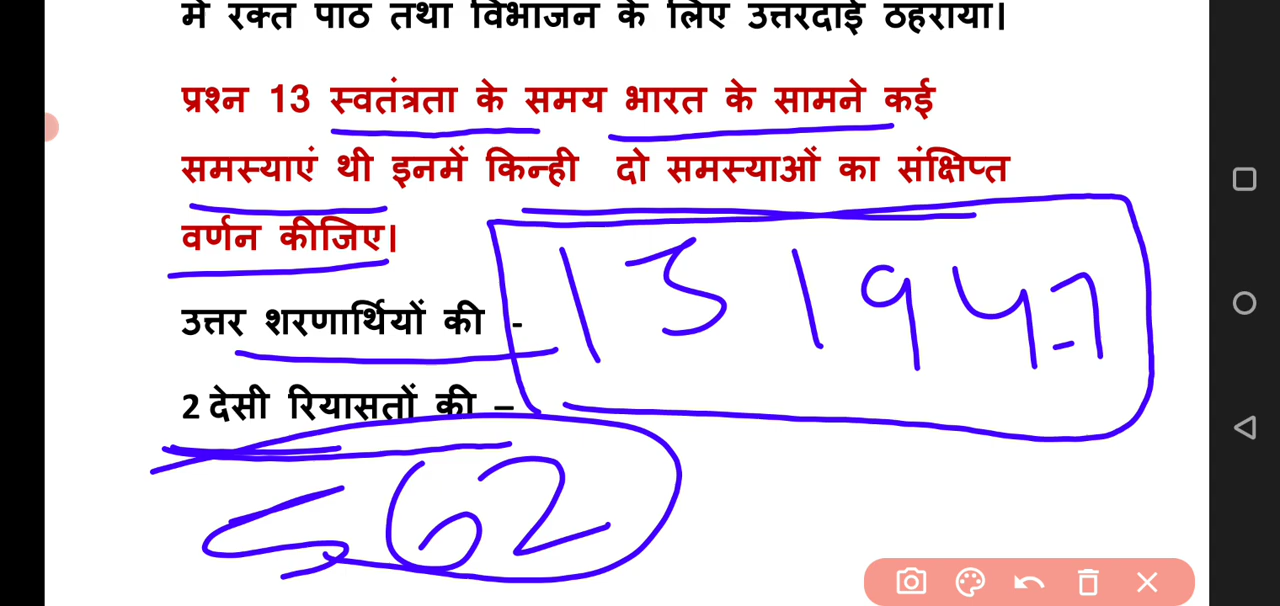 में रक्त पाठ तथा विभाजन के लिए उत्तरदाई ठहराया।
प्रश्न 13 स्वतंत्रता के समय भारत के सामने कई
समस्याएं थी इनमें किन्ही दो समस्याओं का संक्षिप्त
वर्णन कीजिए।
उत्तर शरणार्थियों की -
13 1947
2 देसी रियासतों की –
562